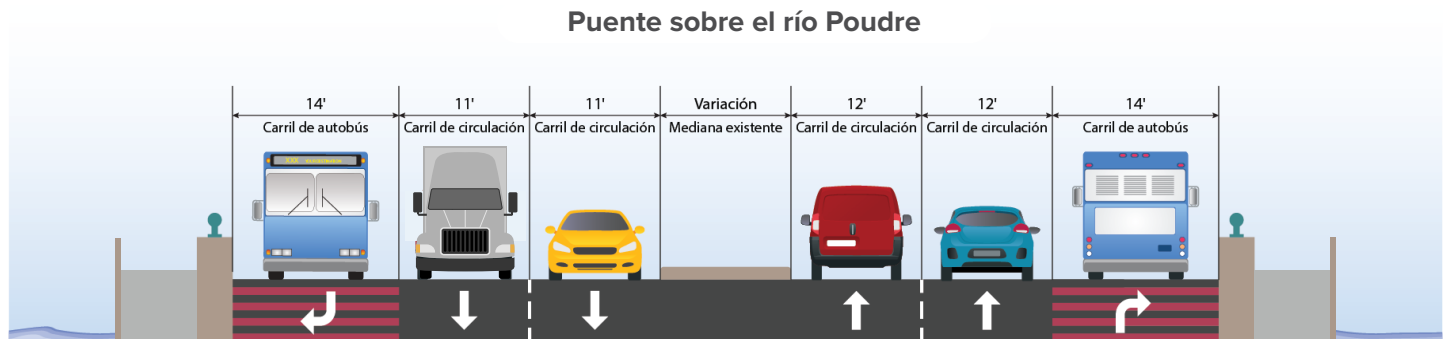 Puente sobre el río Poudre
14' 11' 11' Variación 12' 12' 14'
Carril de autobús Carril de circulación Carril de circulación Mediana existente Carril de circulación Carril de circulación Carril de autobús
XXX